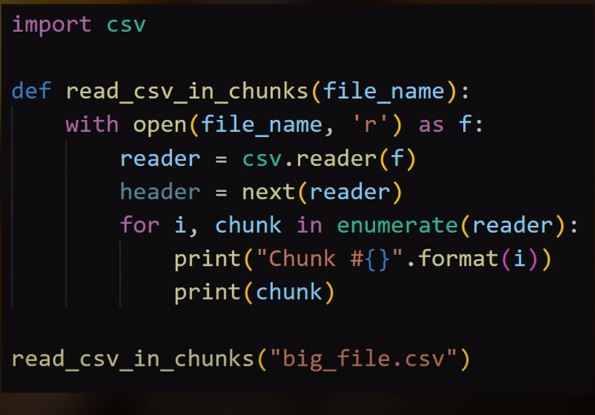 import csv

def read_csv_in_chunks(file_name):
    with open(file_name, 'r') as f:
        reader = csv.reader(f)
        header = next(reader)
        for i, chunk in enumerate(reader):
            print("Chunk #{}".format(i))
            print(chunk)

read_csv_in_chunks("big_file.csv")